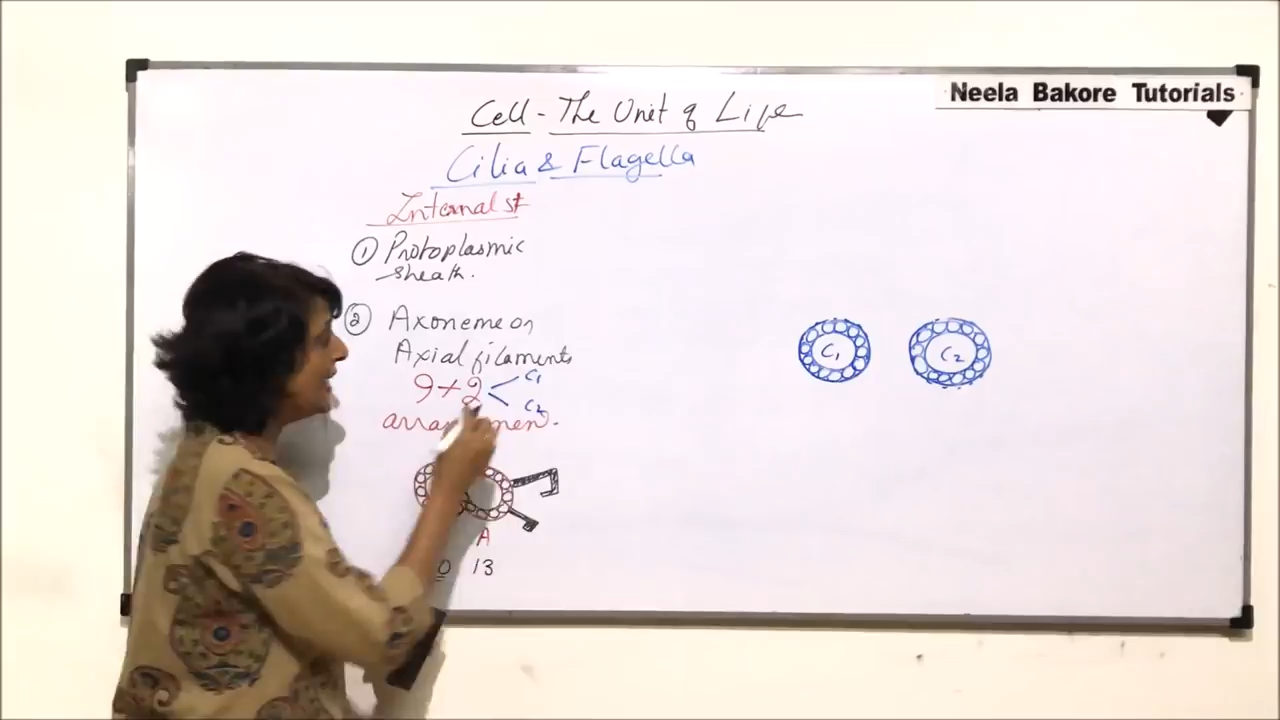 Neela Bakore Tutorials
Cell - The Unit of Life
Cilia & Flagella
Internal st
① Protoplasmic
sheath.
② Axoneme or
Axial filaments
9+2 C1
C2
C1 C2
A
0 13